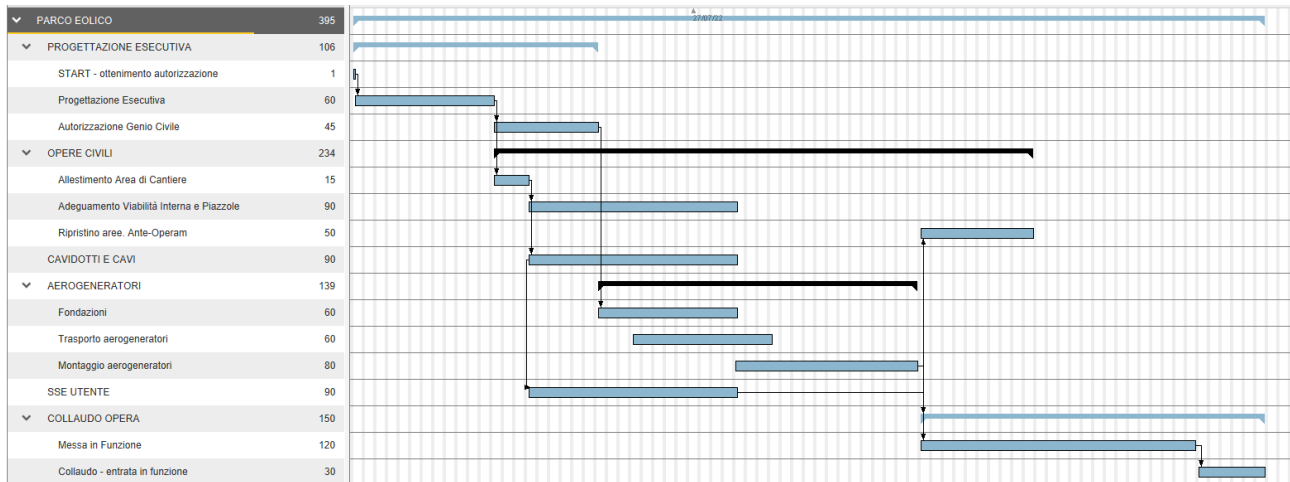 PARCO EOLICO 395
27/07/22
PROGETTAZIONE ESECUTIVA 106
START - ottenimento autorizzazione 1
Progettazione Esecutiva 60
Autorizzazione Genio Civile 45
OPERE CIVILI 234
Allestimento Area di Cantiere 15
Adeguamento Viabilità Interna e Piazzole 90
Ripristino aree. Ante-Operam 50
CAVIDOTTI E CAVI 90
AEROGENERATORI 139
Fondazioni 60
Trasporto aerogeneratori 60
Montaggio aerogeneratori 80
SSE UTENTE 90
COLLAUDO OPERA 150
Messa in Funzione 120
Collaudo - entrata in funzione 30